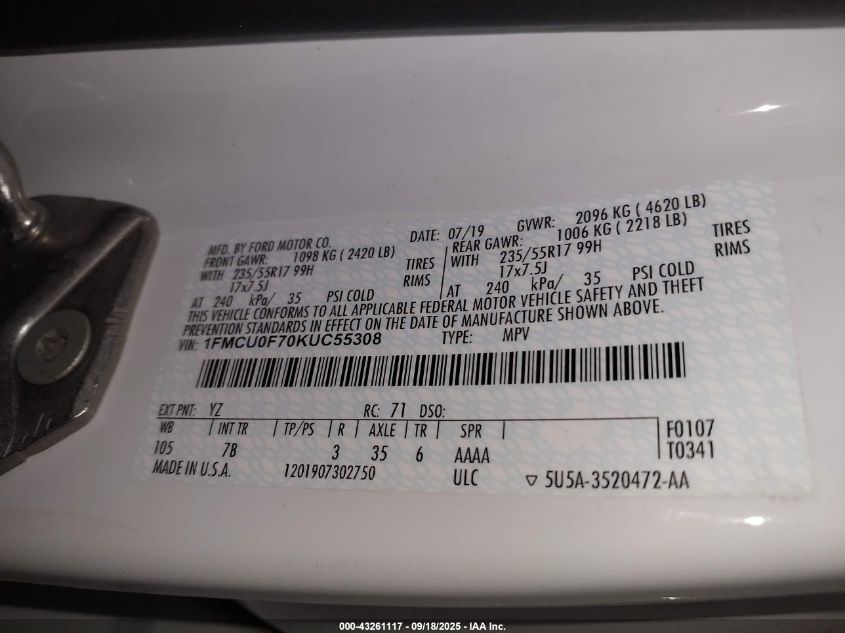 MFD. BY FORD MOTOR CO. DATE: 07/19 GVWR: 2096 KG ( 4620 LB)
FRONT GAWR: 1098 KG ( 2420 LB) REAR GAWR: 1006 KG ( 2218 LB)
WITH 235/55R17 99H TIRES WITH 235/55R17 99H TIRES
17x7.5J RIMS 17x7.5J RIMS
AT 240 kPa/ 35 PSI COLD AT 240 kPa/ 35 PSI COLD
THIS VEHICLE CONFORMS TO ALL APPLICABLE FEDERAL MOTOR VEHICLE SAFETY AND THEFT
PREVENTION STANDARDS IN EFFECT ON THE DATE OF MANUFACTURE SHOWN ABOVE.
VIN: 1FMCU0F70KUC55308 TYPE: MPV
EXT PNT: YZ RC: 71 DSO:
WB INT TR TP/PS R AXLE TR SPR F0107
105 7B 3 35 6 AAAA T0341
MADE IN U.S.A. 1201907302750 ULC ▽ 5U5A-3520472-AA
000-43261117 - 09/18/2025 - IAA Inc.